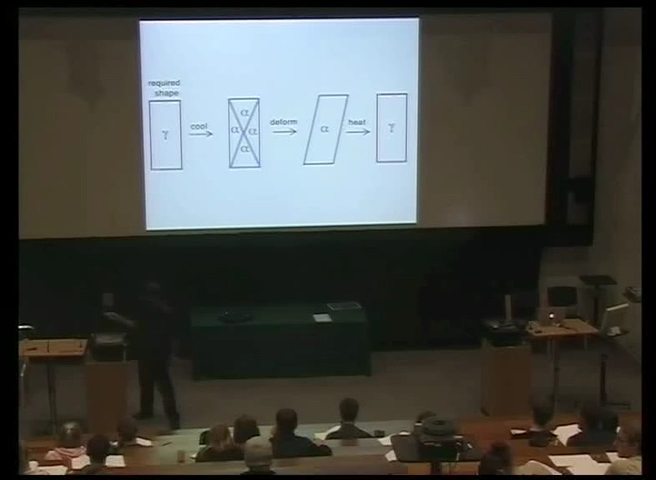 required
shape
γ
cool
α
α α
α
deform
α
heat
γ